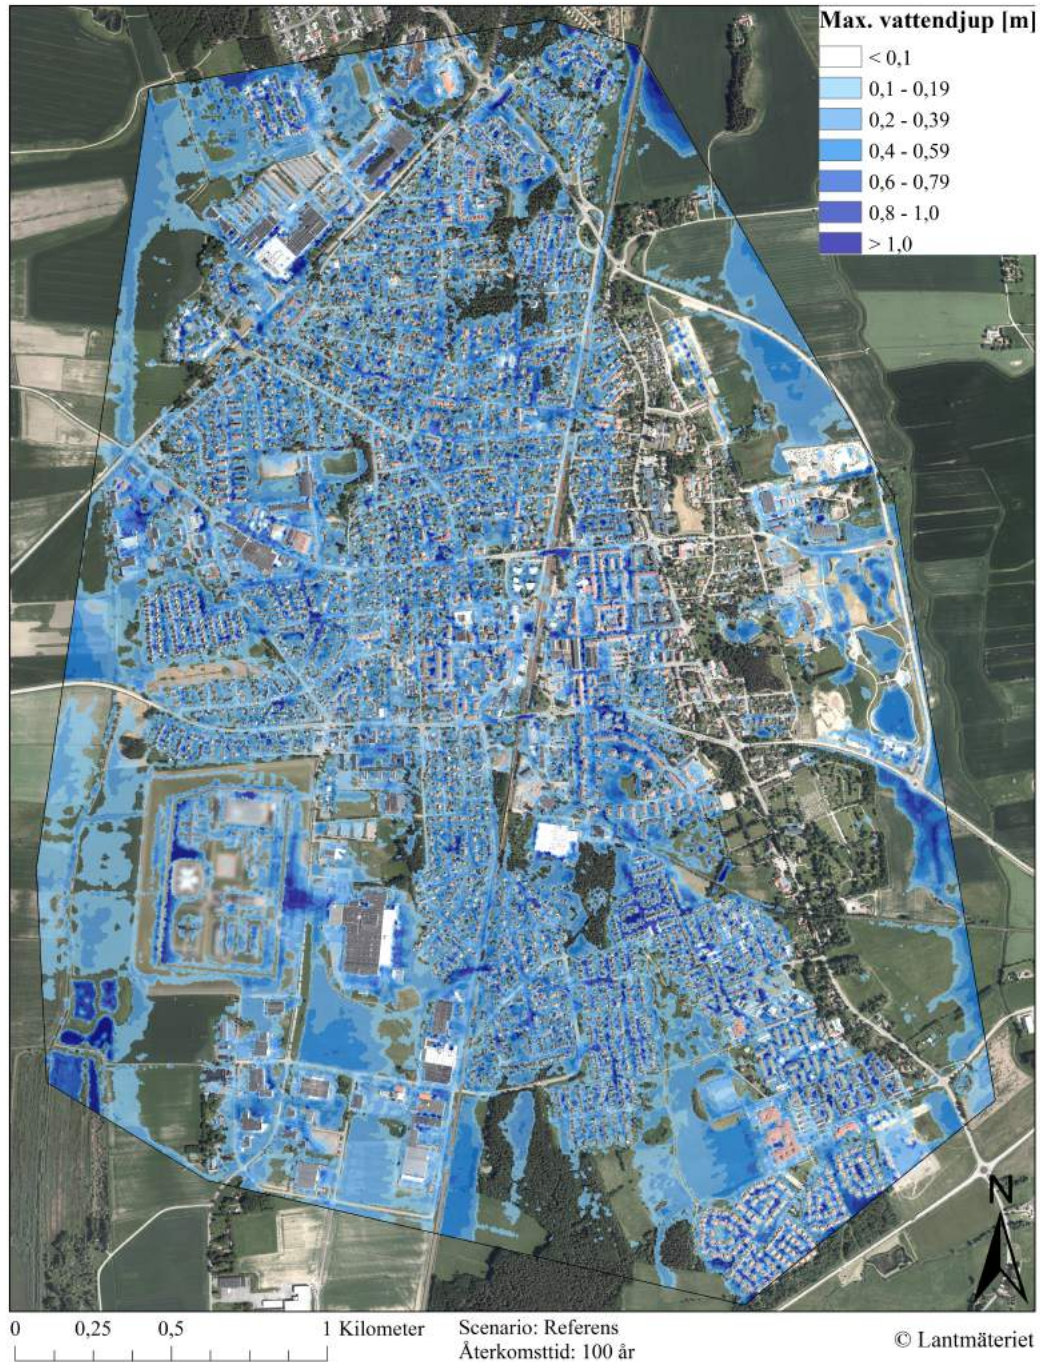 Max. vattendjup [m]
< 0,1
0,1 - 0,19
0,2 - 0,39
0,4 - 0,59
0,6 - 0,79
0,8 - 1,0
> 1,0
N
0 0,25 0,5 1 Kilometer
Scenario: Referens
Återkomsttid: 100 år
© Lantmäteriet